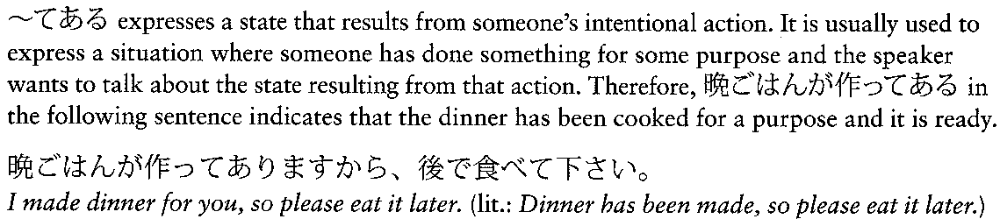 ～てある expresses a state that results from someone's intentional action. It is usually used to
express a situation where someone has done something for some purpose and the speaker
wants to talk about the state resulting from that action. Therefore, 晩ごはんが作ってある in
the following sentence indicates that the dinner has been cooked for a purpose and it is ready.
晩ごはんが作ってありますから、後で食べて下さい。
I made dinner for you, so please eat it later. (lit.: Dinner has been made, so please eat it later.)